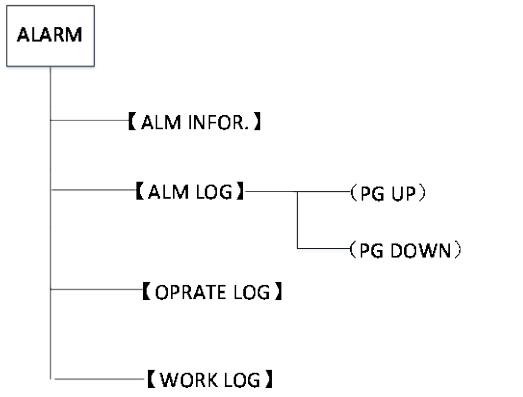 ALARM
【ALM INFOR.】
【ALM LOG】
（PG UP）
（PG DOWN）
【OPRATE LOG】
【WORK LOG】